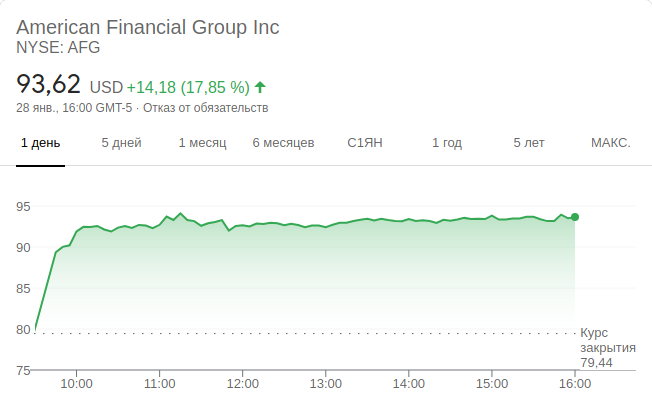 American Financial Group Inc
NYSE: AFG
93,62 USD +14,18 (17,85 %)
28 янв., 16:00 GMT-5 · Отказ от обязательств
1 день 5 дней 1 месяц 6 месяцев С1ЯН 1 год 5 лет МАКС.
95
90
85
80
Курс
закрытия
79,44
75
10:00 11:00 12:00 13:00 14:00 15:00 16:00